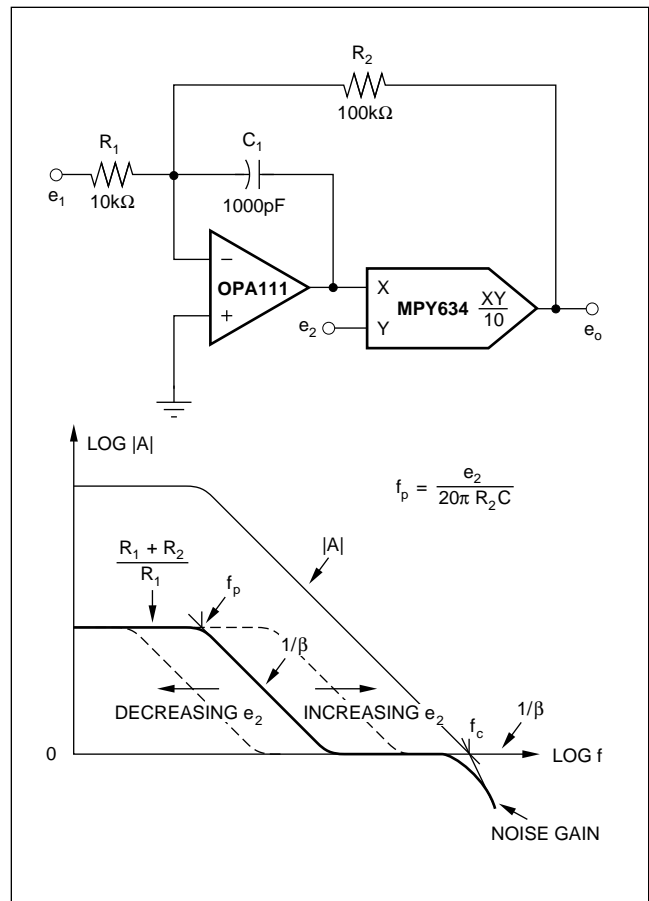 R2
100kΩ
R1
C1
e1
10kΩ
1000pF
−
OPA111
+
X
MPY634 XY/10
e2
Y
eo
LOG |A|
fp = e2 / 20π R2C
|A|
R1 + R2 / R1
fp
1/β
DECREASING e2
INCREASING e2
fc
1/β
0
LOG f
NOISE GAIN